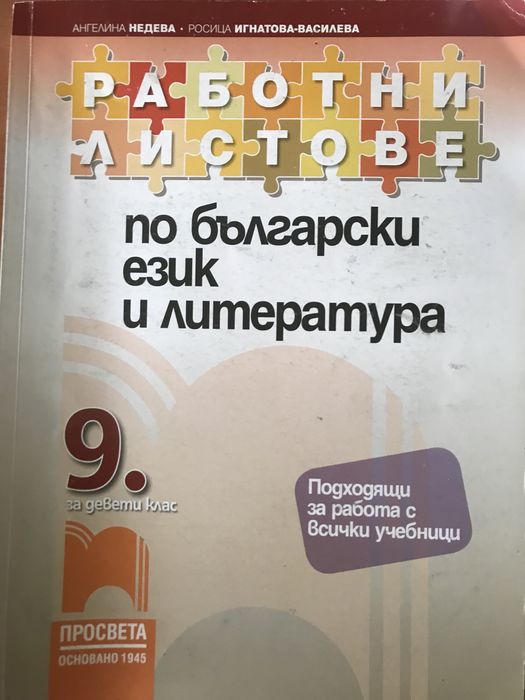 АНГЕЛИНА НЕДЕВА • РОСИЦА ИГНАТОВА-ВАСИЛЕВА
РАБОТНИ
ЛИСТОВЕ
по български
език
и литература
9.
за девети клас
Подходящи
за работа с
всички учебници
ПРОСВЕТА
ОСНОВАНО 1945